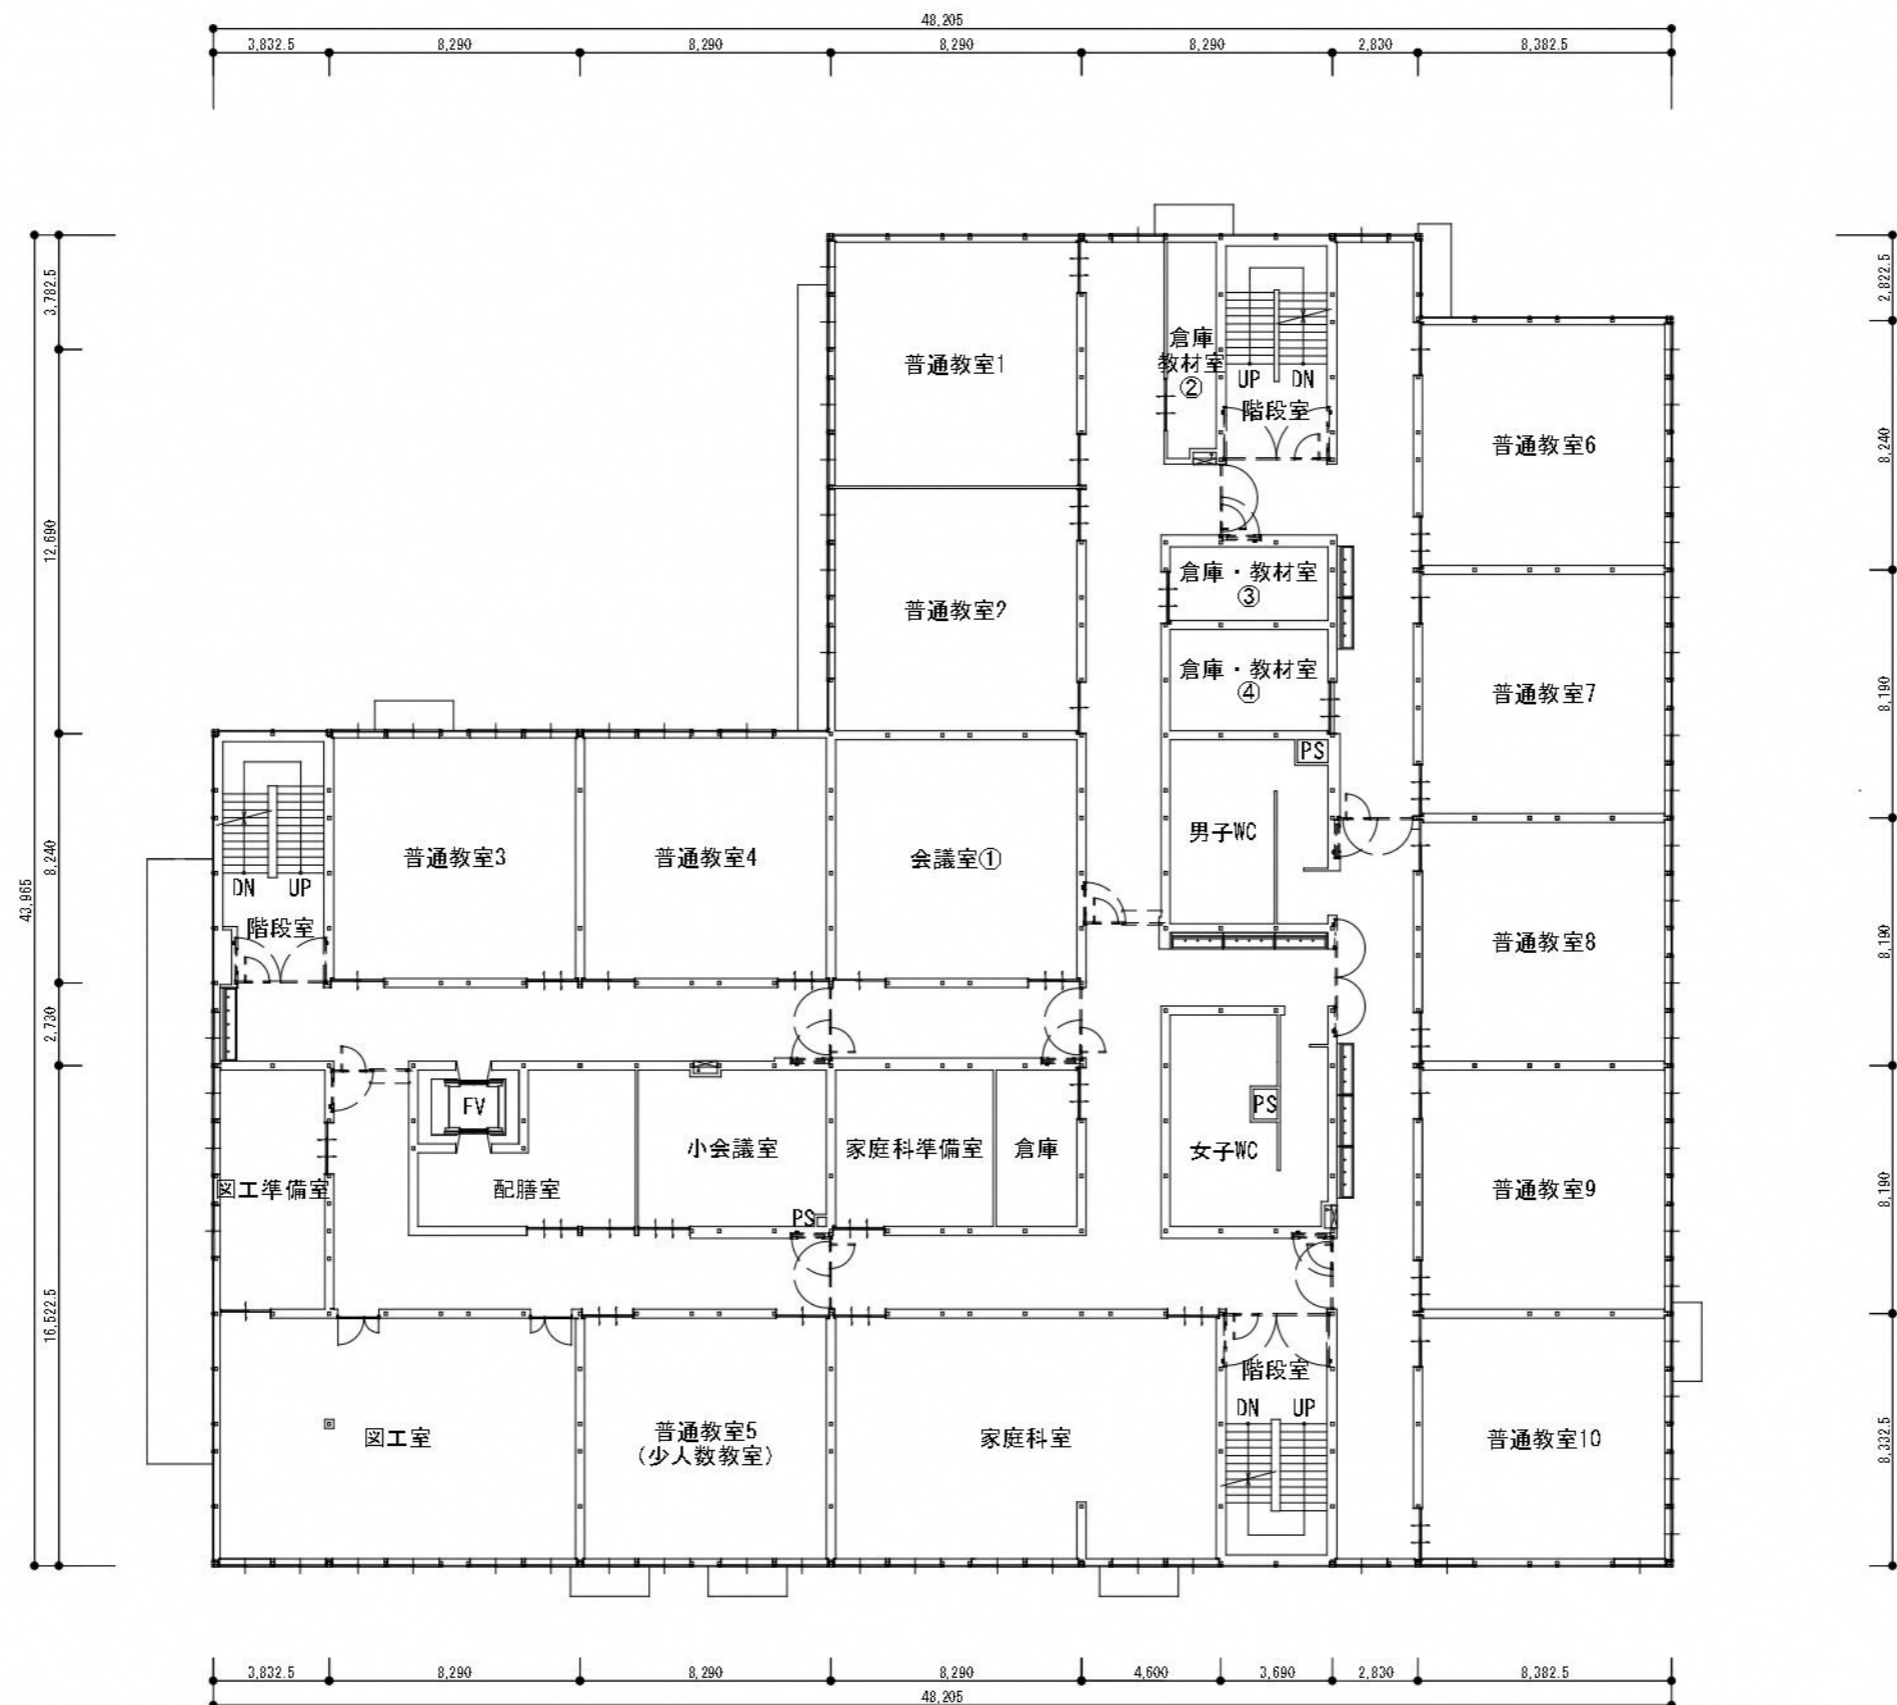 48,205
3,832.5 8,290 8,290 8,290 8,290 2,830 8,382.5
3,782.5
12,690
8,240
2,730
16,522.5
43,965
2,822.5
8,240
8,190
8,190
8,190
8,332.5
普通教室1
倉庫
教材室
②
UP DN
階段室
普通教室6
普通教室2
倉庫・教材室
③
倉庫・教材室
④
普通教室7
PS
男子WC
普通教室3
普通教室4
会議室①
DN UP
階段室
普通教室8
EV
PS
小会議室
家庭科準備室
倉庫
女子WC
図工準備室
配膳室
PS
普通教室9
階段室
DN UP
図工室
普通教室5
(少人数教室)
家庭科室
普通教室10
3,832.5 8,290 8,290 8,290 4,600 3,690 2,830 8,382.5
48,205